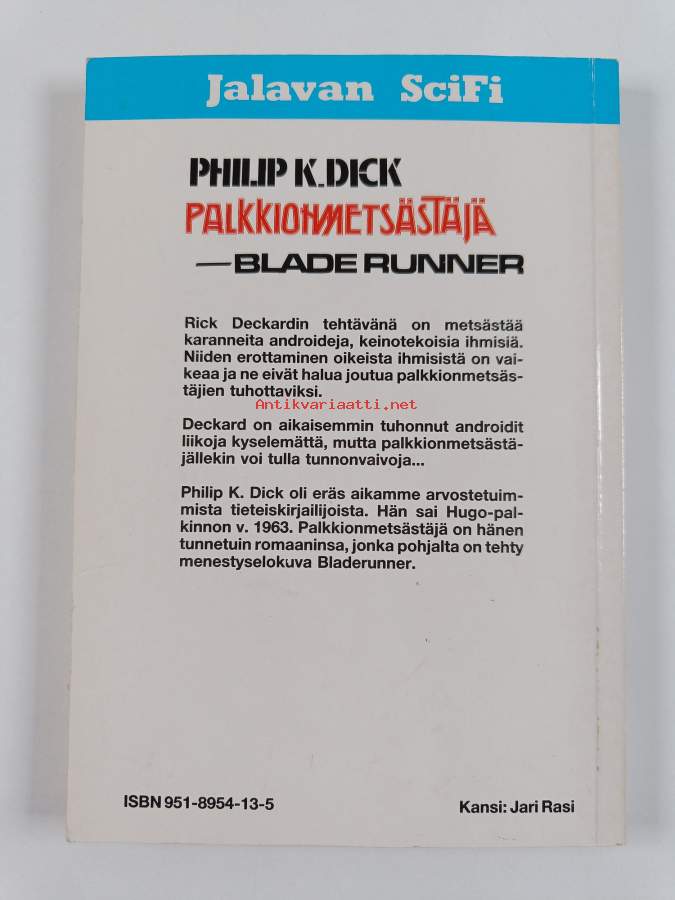 Jalavan SciFi
PHILIP K. DICK
PALKKIONMETSÄSTÄJÄ
—BLADE RUNNER
Rick Deckardin tehtävänä on metsästää
karanneita androideja, keinotekoisia ihmisiä.
Niiden erottaminen oikeista ihmisistä on vai-
keaa ja ne eivät halua joutua palkkionmetsäs-
täjien tuhottaviksi.
Antikvariaatti.net
Deckard on aikaisemmin tuhonnut androidit
liikoja kyselemättä, mutta palkkionmetsästä-
jällekin voi tulla tunnonvaivoja...
Philip K. Dick oli eräs aikamme arvostetuim-
mista tieteiskirjailijoista. Hän sai Hugo-pal-
kinnon v. 1963. Palkkionmetsästäjä on hänen
tunnetuin romaaninsa, jonka pohjalta on tehty
menestyselokuva Bladerunner.
ISBN 951-8954-13-5
Kansi: Jari Rasi